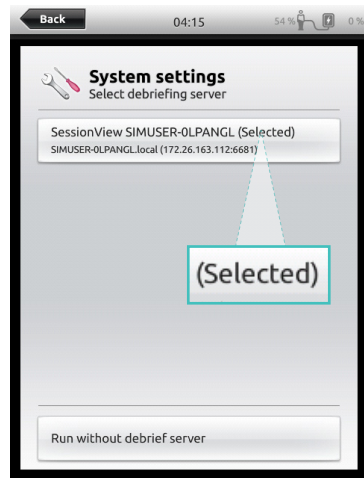 Back
04:15
54 %
0 %
System settings
Select debriefing server
SessionView SIMUSER-0LPANGL (Selected)
SIMUSER-0LPANGL.local (172.26.163.112:6681)
(Selected)
Run without debrief server